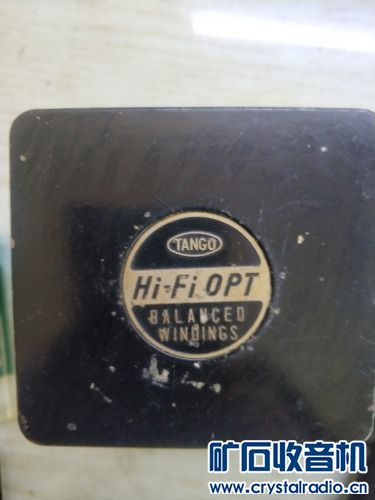 TANGO
Hi-Fi OPT
BALANCED
WINDINGS
矿石收音机
www.crystalradio.cn